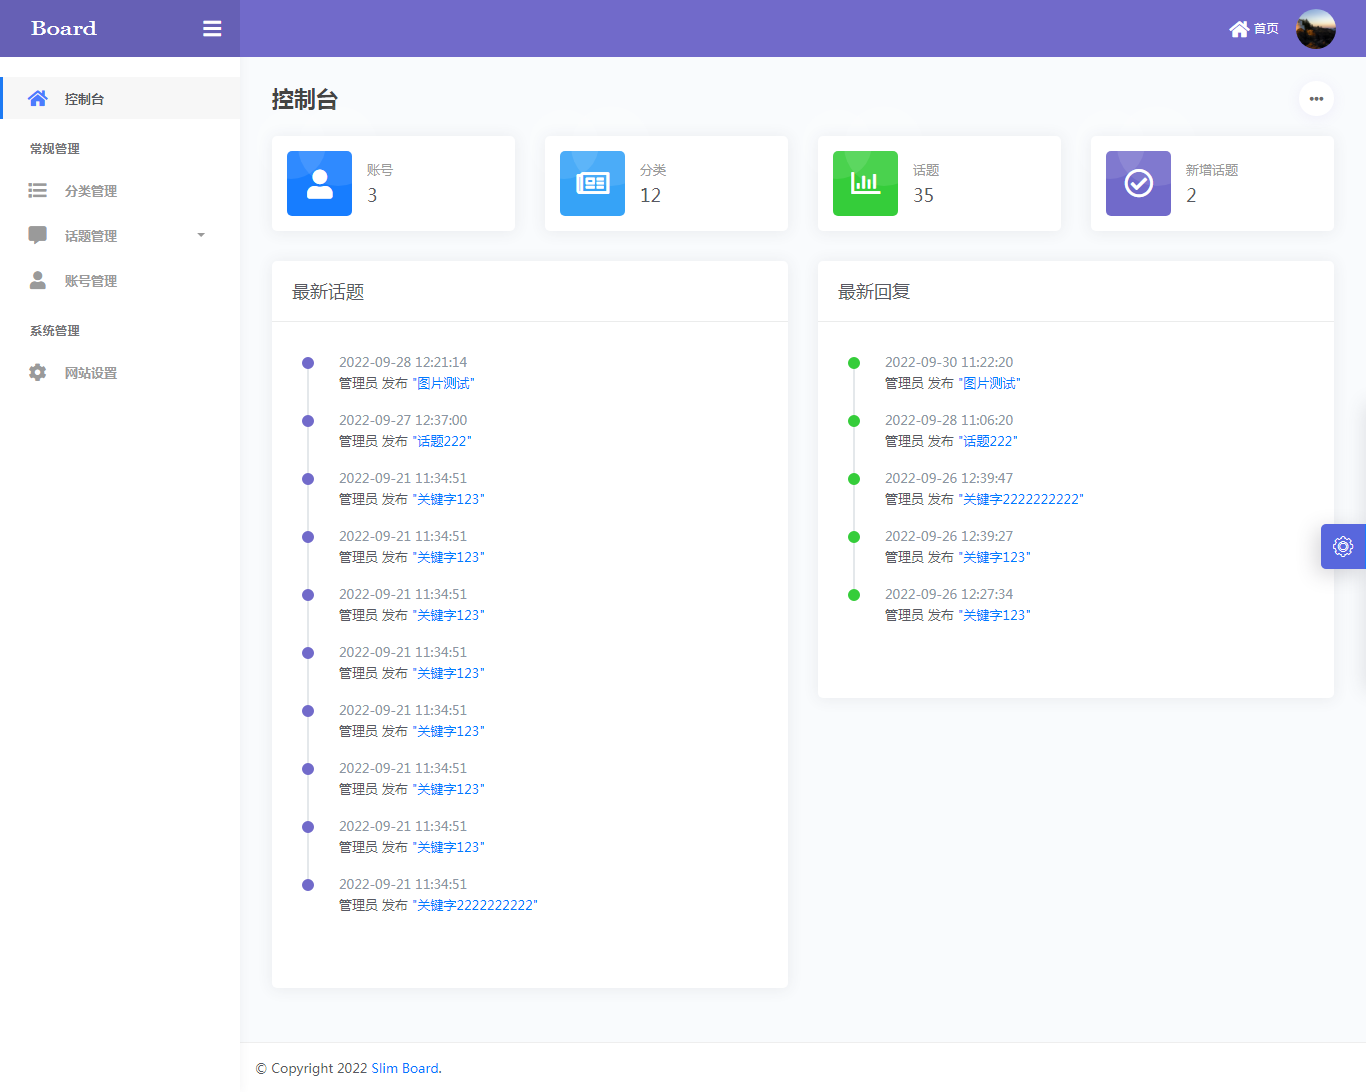 Board
首页
控制台
常规管理
分类管理
话题管理
账号管理
系统管理
网站设置
控制台
账号
3
分类
12
话题
35
新增话题
2
最新话题
2022-09-28 12:21:14
管理员 发布 "图片测试"
2022-09-27 12:37:00
管理员 发布 "话题222"
2022-09-21 11:34:51
管理员 发布 "关键字123"
2022-09-21 11:34:51
管理员 发布 "关键字123"
2022-09-21 11:34:51
管理员 发布 "关键字123"
2022-09-21 11:34:51
管理员 发布 "关键字123"
2022-09-21 11:34:51
管理员 发布 "关键字123"
2022-09-21 11:34:51
管理员 发布 "关键字123"
2022-09-21 11:34:51
管理员 发布 "关键字123"
2022-09-21 11:34:51
管理员 发布 "关键字2222222222"
最新回复
2022-09-30 11:22:20
管理员 发布 "图片测试"
2022-09-28 11:06:20
管理员 发布 "话题222"
2022-09-26 12:39:47
管理员 发布 "关键字2222222222"
2022-09-26 12:39:27
管理员 发布 "关键字123"
2022-09-26 12:27:34
管理员 发布 "关键字123"
© Copyright 2022 Slim Board.